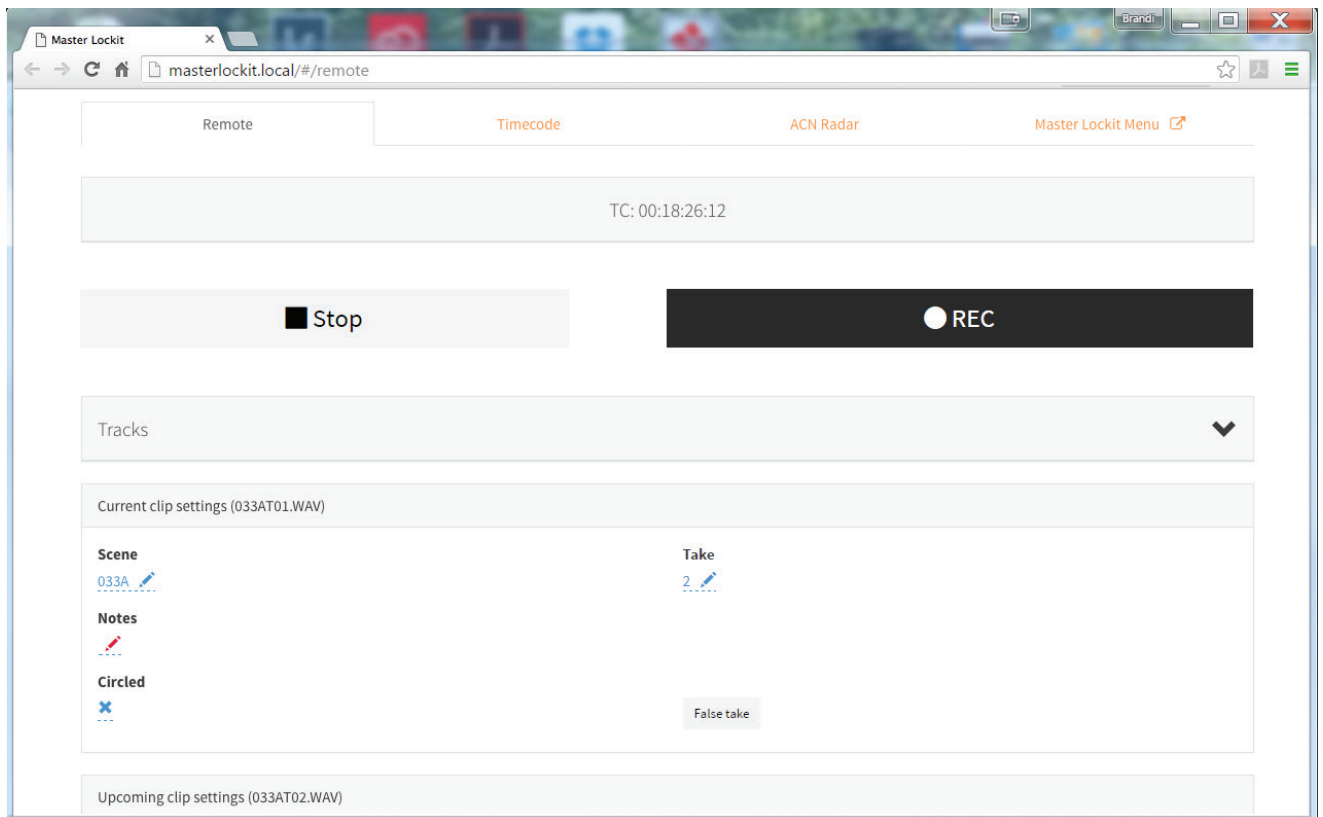 Brandi
Master Lockit
masterlockit.local/#/remote
Remote Timecode ACN Radar Master Lockit Menu
TC: 00:18:26:12
Stop REC
Tracks
Current clip settings (033AT01.WAV)
Scene Take
033A 2
Notes
Circled
False take
Upcoming clip settings (033AT02.WAV)